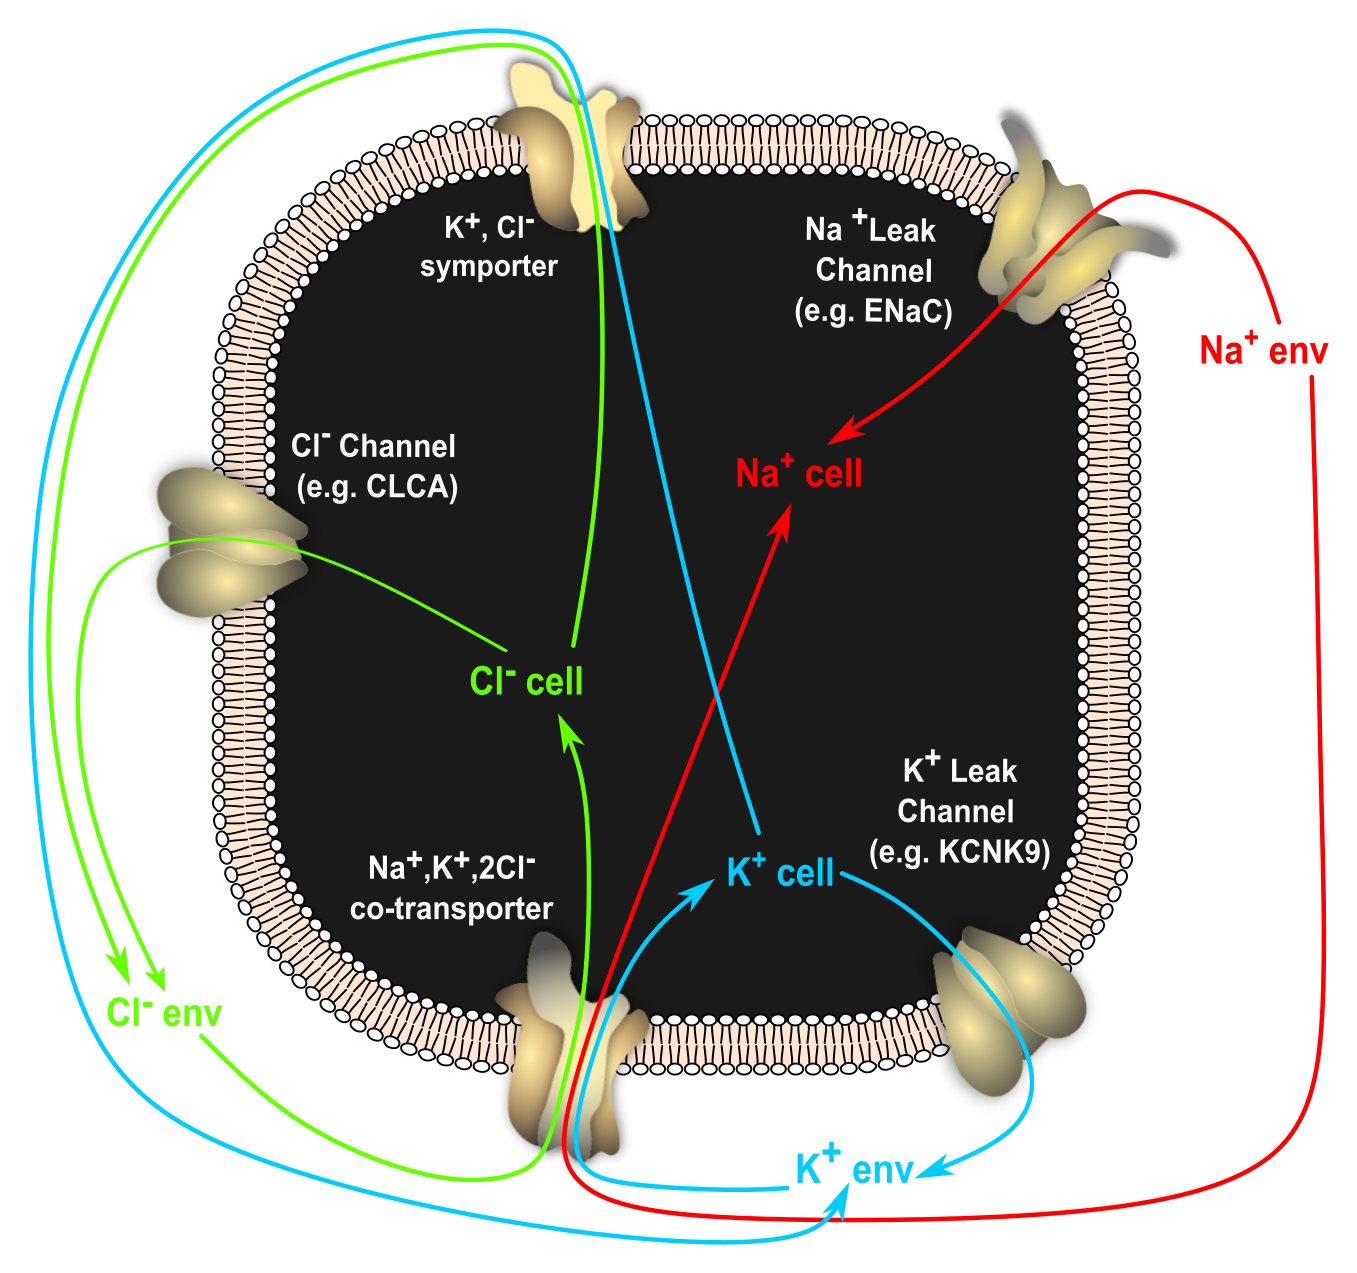 K⁺, Cl⁻
symporter
Na ⁺Leak
Channel
(e.g. ENaC)
Na⁺ env
Cl⁻ Channel
(e.g. CLCA)
Na⁺ cell
Cl⁻ cell
K⁺ Leak
Channel
(e.g. KCNK9)
Na⁺,K⁺,2Cl⁻
co-transporter
K⁺ cell
Cl⁻ env
K⁺ env